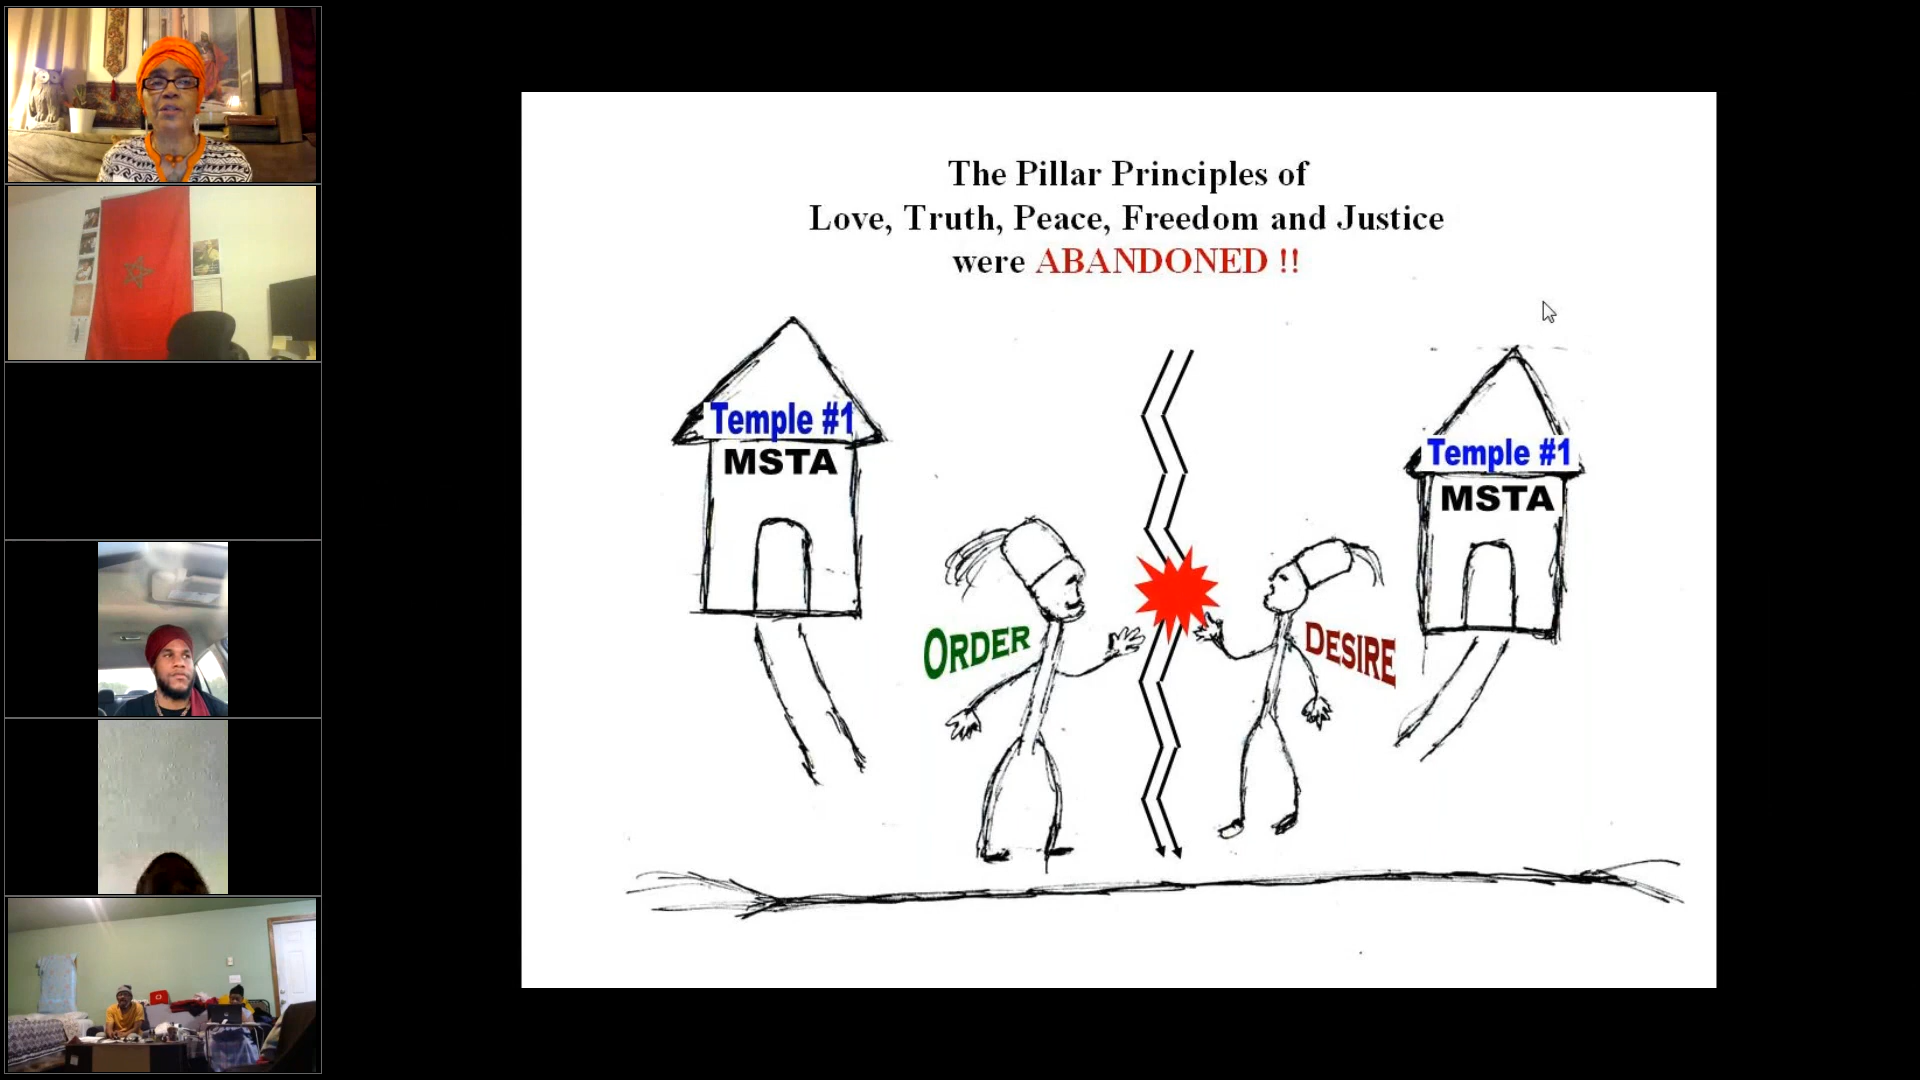 The Pillar Principles of
Love, Truth, Peace, Freedom and Justice
were ABANDONED !!
Temple #1
MSTA
Temple #1
MSTA
ORDER
DESIRE